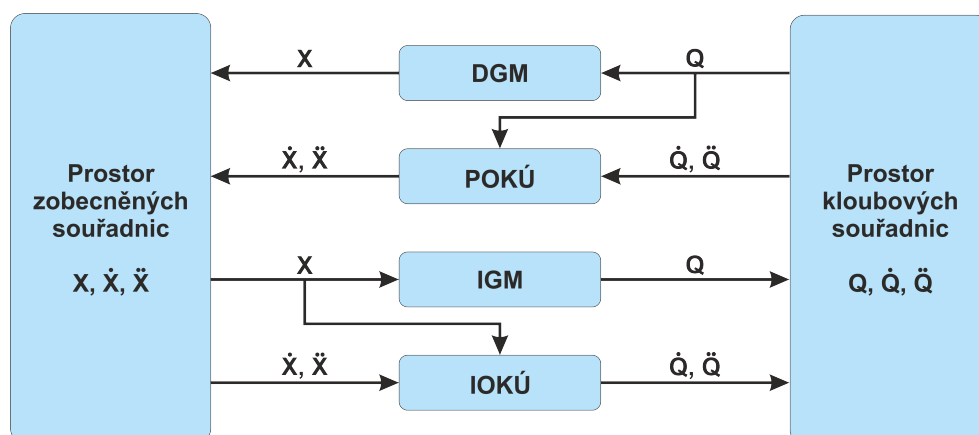 X
DGM
Q
Ẋ, Ẍ
POKÚ
Q̇, Q̈
Prostor
zobecněných
souřadnic
X, Ẋ, Ẍ
Prostor
kloubových
souřadnic
Q, Q̇, Q̈
X
IGM
Q
Ẋ, Ẍ
IOKÚ
Q̇, Q̈